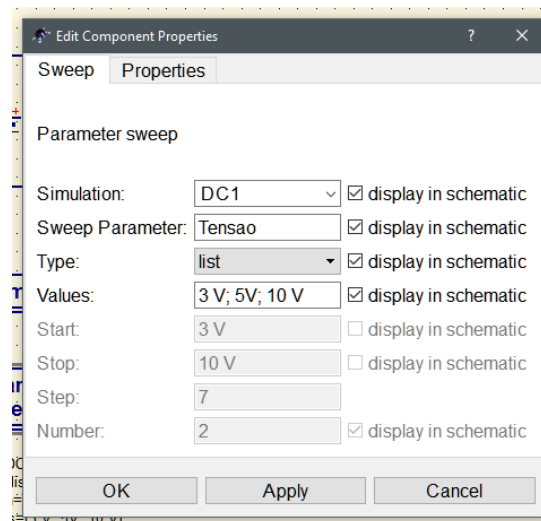 Edit Component Properties ? ×
Sweep Properties
Parameter sweep
Simulation: DC1 display in schematic
Sweep Parameter: Tensao display in schematic
Type: list display in schematic
Values: 3 V; 5V; 10 V display in schematic
Start: 3 V display in schematic
Stop: 10 V display in schematic
Step: 7
Number: 2 display in schematic
OK Apply Cancel